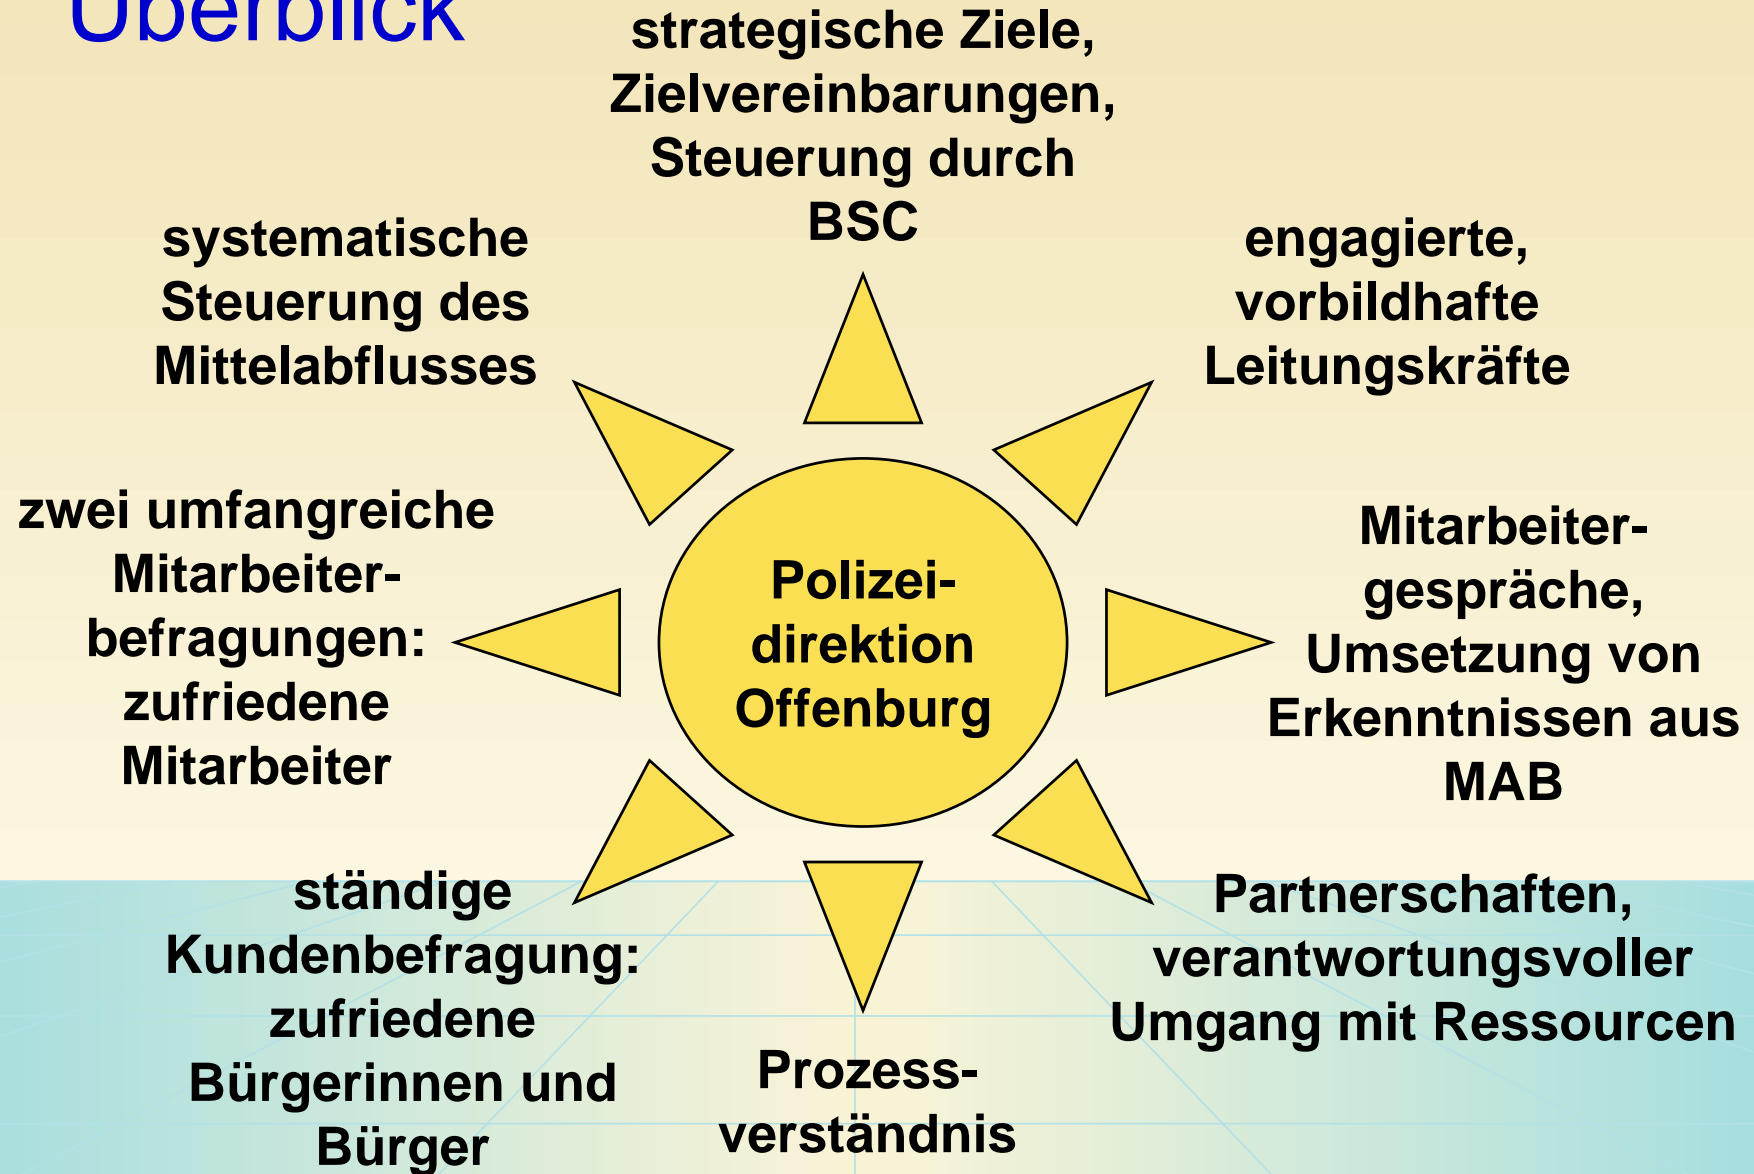 Überblick
strategische Ziele,
Zielvereinbarungen,
Steuerung durch
BSC
systematische
Steuerung des
Mittelabflusses
engagierte,
vorbildhafte
Leitungskräfte
zwei umfangreiche
Mitarbeiter-
befragungen:
zufriedene
Mitarbeiter
Polizei-
direktion
Offenburg
Mitarbeiter-
gespräche,
Umsetzung von
Erkenntnissen aus
MAB
ständige
Kundenbefragung:
zufriedene
Bürgerinnen und
Bürger
Prozess-
verständnis
Partnerschaften,
verantwortungsvoller
Umgang mit Ressourcen